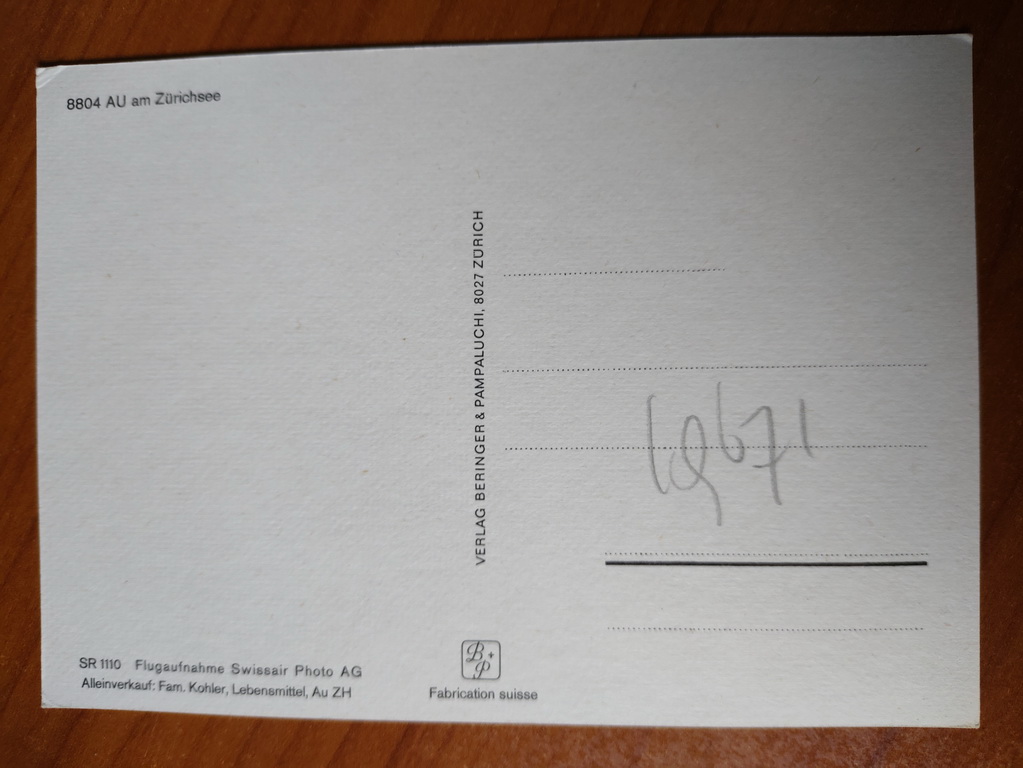 8804 AU am Zürichsee
VERLAG BERINGER & PAMPALUCHI, 8027 ZÜRICH
SR 1110 Flugaufnahme Swissair Photo AG
Alleinverkauf: Fam. Kohler, Lebensmittel, Au ZH
B+P
Fabrication suisse